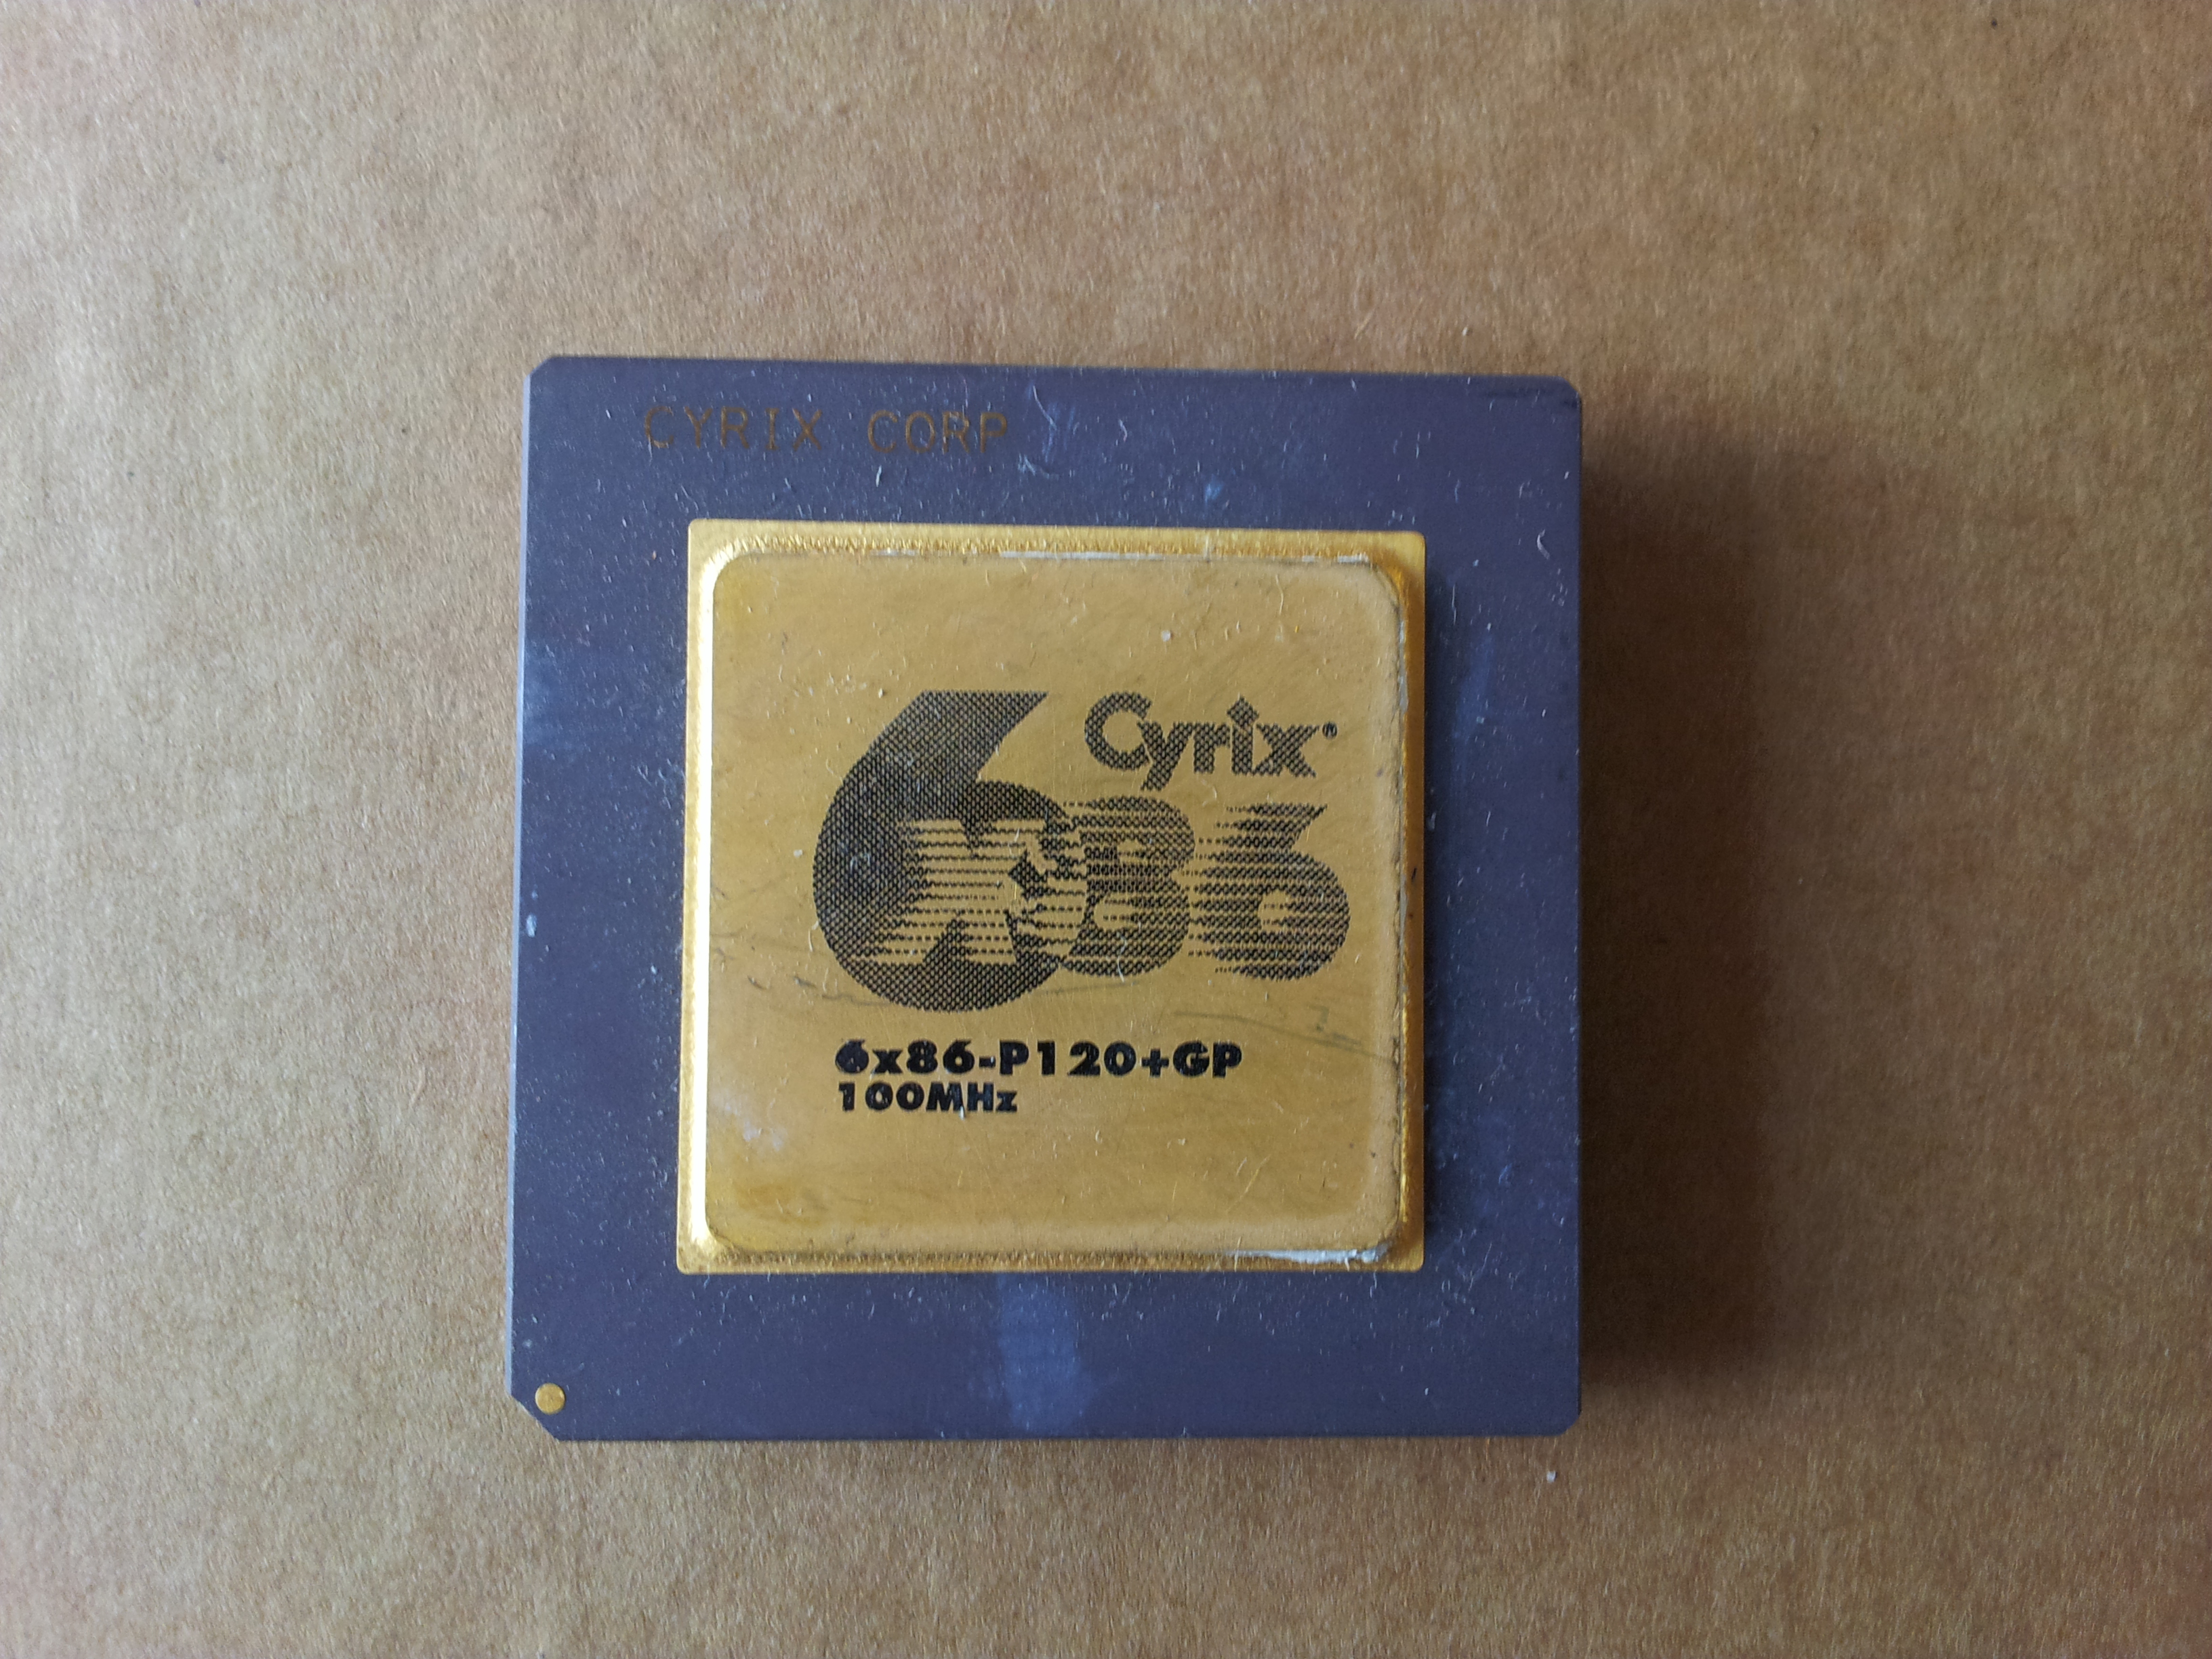 CYRIX CORP
Cyrix®
6x86
6x86-P120+GP
100MHz